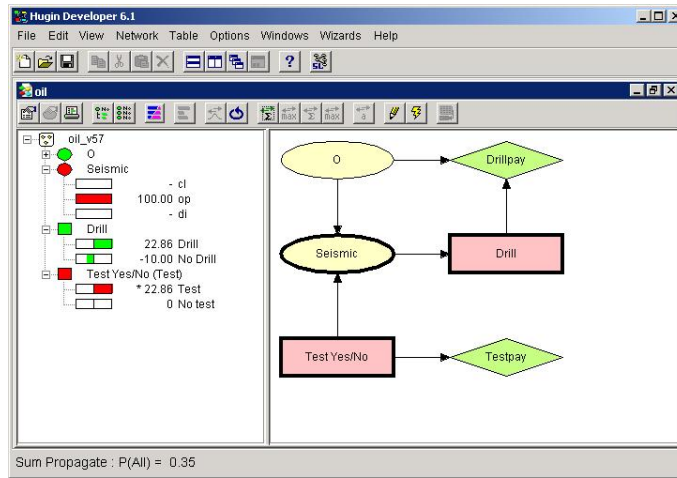 Hugin Developer 6.1
File Edit View Network Table Options Windows Wizards Help
oil
oil_v57
O
Seismic
- cl
100.00 op
- di
Drill
22.86 Drill
-10.00 No Drill
Test Yes/No (Test)
* 22.86 Test
0 No test
O
Drillpay
Seismic
Drill
Test Yes/No
Testpay
Sum Propagate : P(All) = 0.35